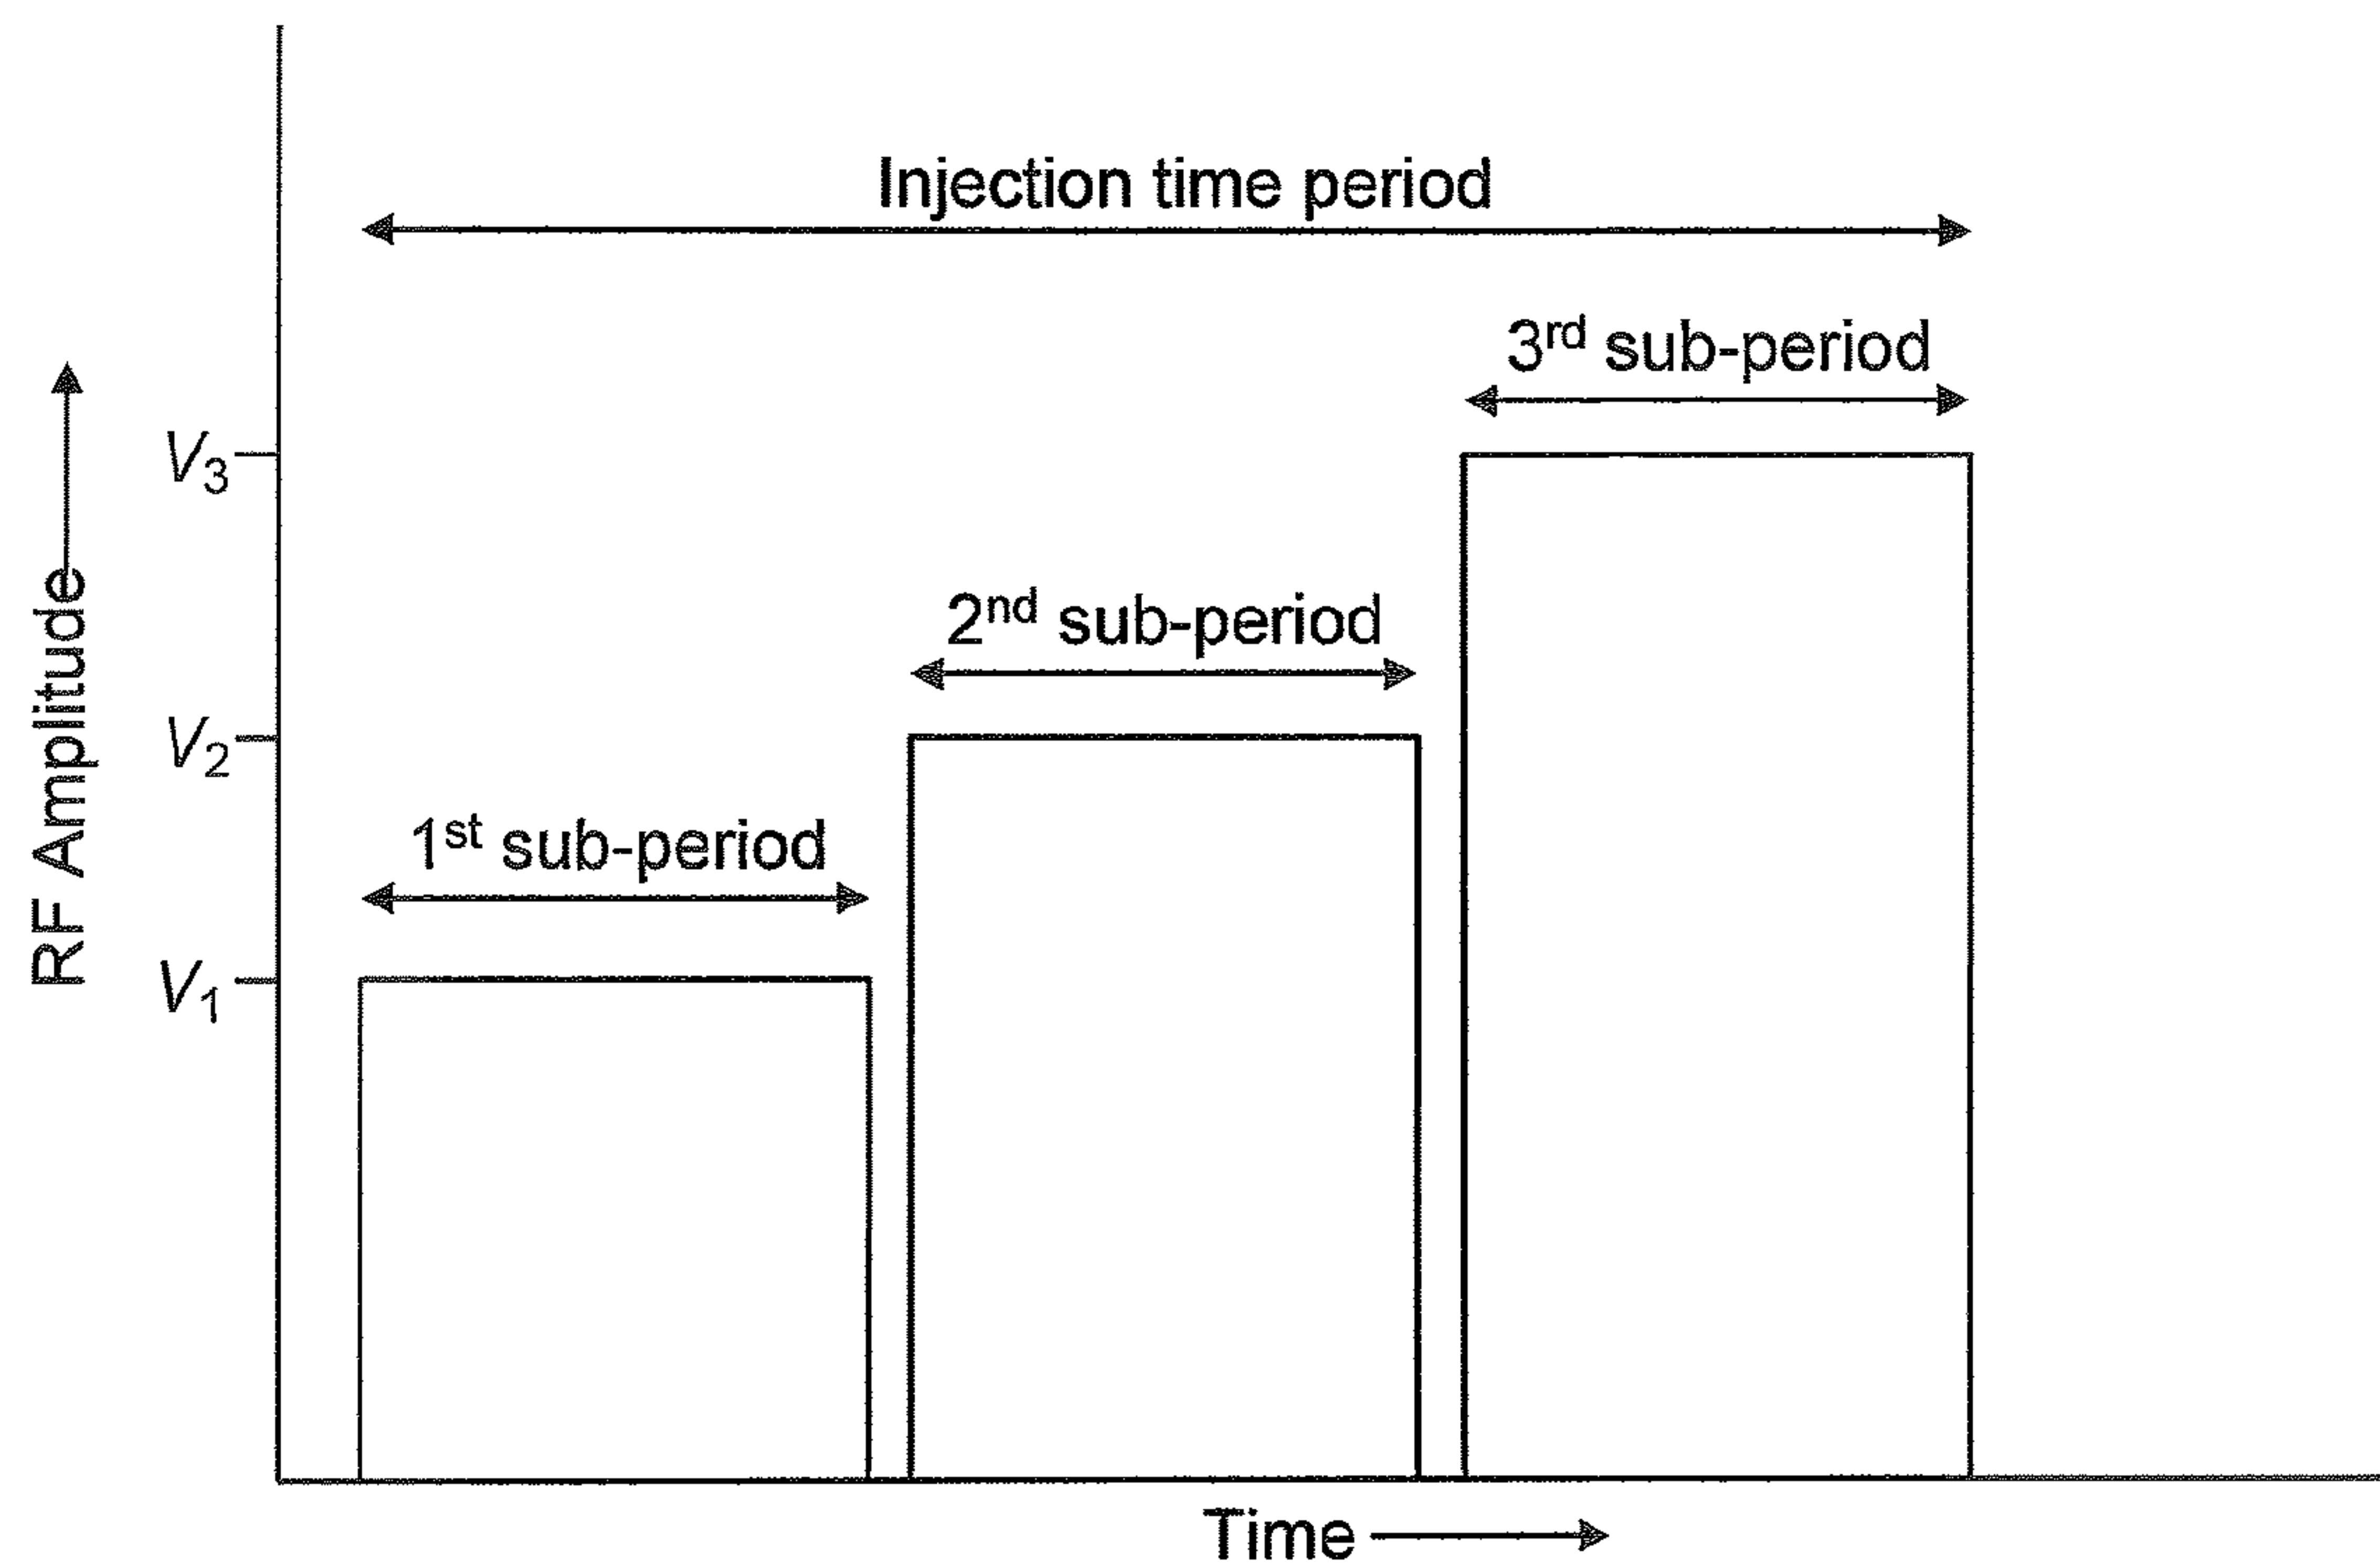 Injection time period
3rd sub-period
V3
2nd sub-period
V2
1st sub-period
V1
RF Amplitude
Time